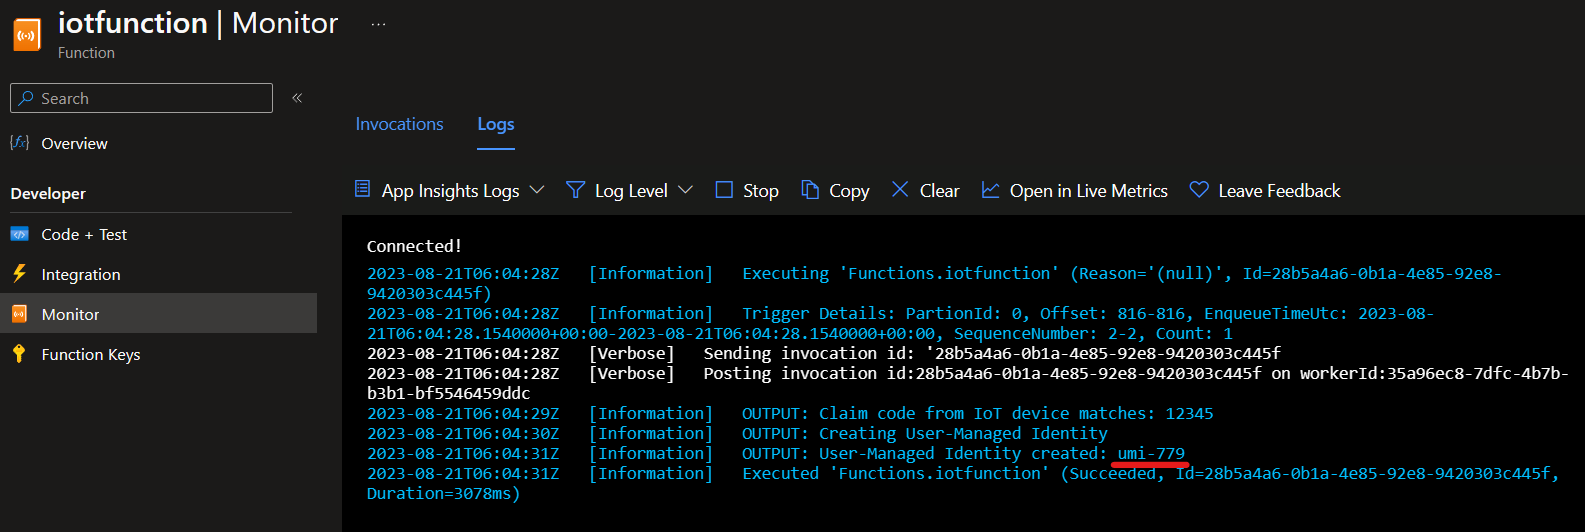 iotfunction | Monitor ...
Function
Search «
Overview
Developer
Code + Test
Integration
Monitor
Function Keys
Invocations Logs
App Insights Logs Log Level Stop Copy Clear Open in Live Metrics Leave Feedback
Connected!
2023-08-21T06:04:28Z [Information] Executing 'Functions.iotfunction' (Reason='(null)', Id=28b5a4a6-0b1a-4e85-92e8-
9420303c445f)
2023-08-21T06:04:28Z [Information] Trigger Details: PartionId: 0, Offset: 816-816, EnqueueTimeUtc: 2023-08-
21T06:04:28.1540000+00:00-2023-08-21T06:04:28.1540000+00:00, SequenceNumber: 2-2, Count: 1
2023-08-21T06:04:28Z [Verbose] Sending invocation id: '28b5a4a6-0b1a-4e85-92e8-9420303c445f
2023-08-21T06:04:28Z [Verbose] Posting invocation id:28b5a4a6-0b1a-4e85-92e8-9420303c445f on workerId:35a96ec8-7dfc-4b7b-
b3b1-bf5546459ddc
2023-08-21T06:04:29Z [Information] OUTPUT: Claim code from IoT device matches: 12345
2023-08-21T06:04:30Z [Information] OUTPUT: Creating User-Managed Identity
2023-08-21T06:04:31Z [Information] OUTPUT: User-Managed Identity created: umi-779
2023-08-21T06:04:31Z [Information] Executed 'Functions.iotfunction' (Succeeded, Id=28b5a4a6-0b1a-4e85-92e8-9420303c445f,
Duration=3078ms)